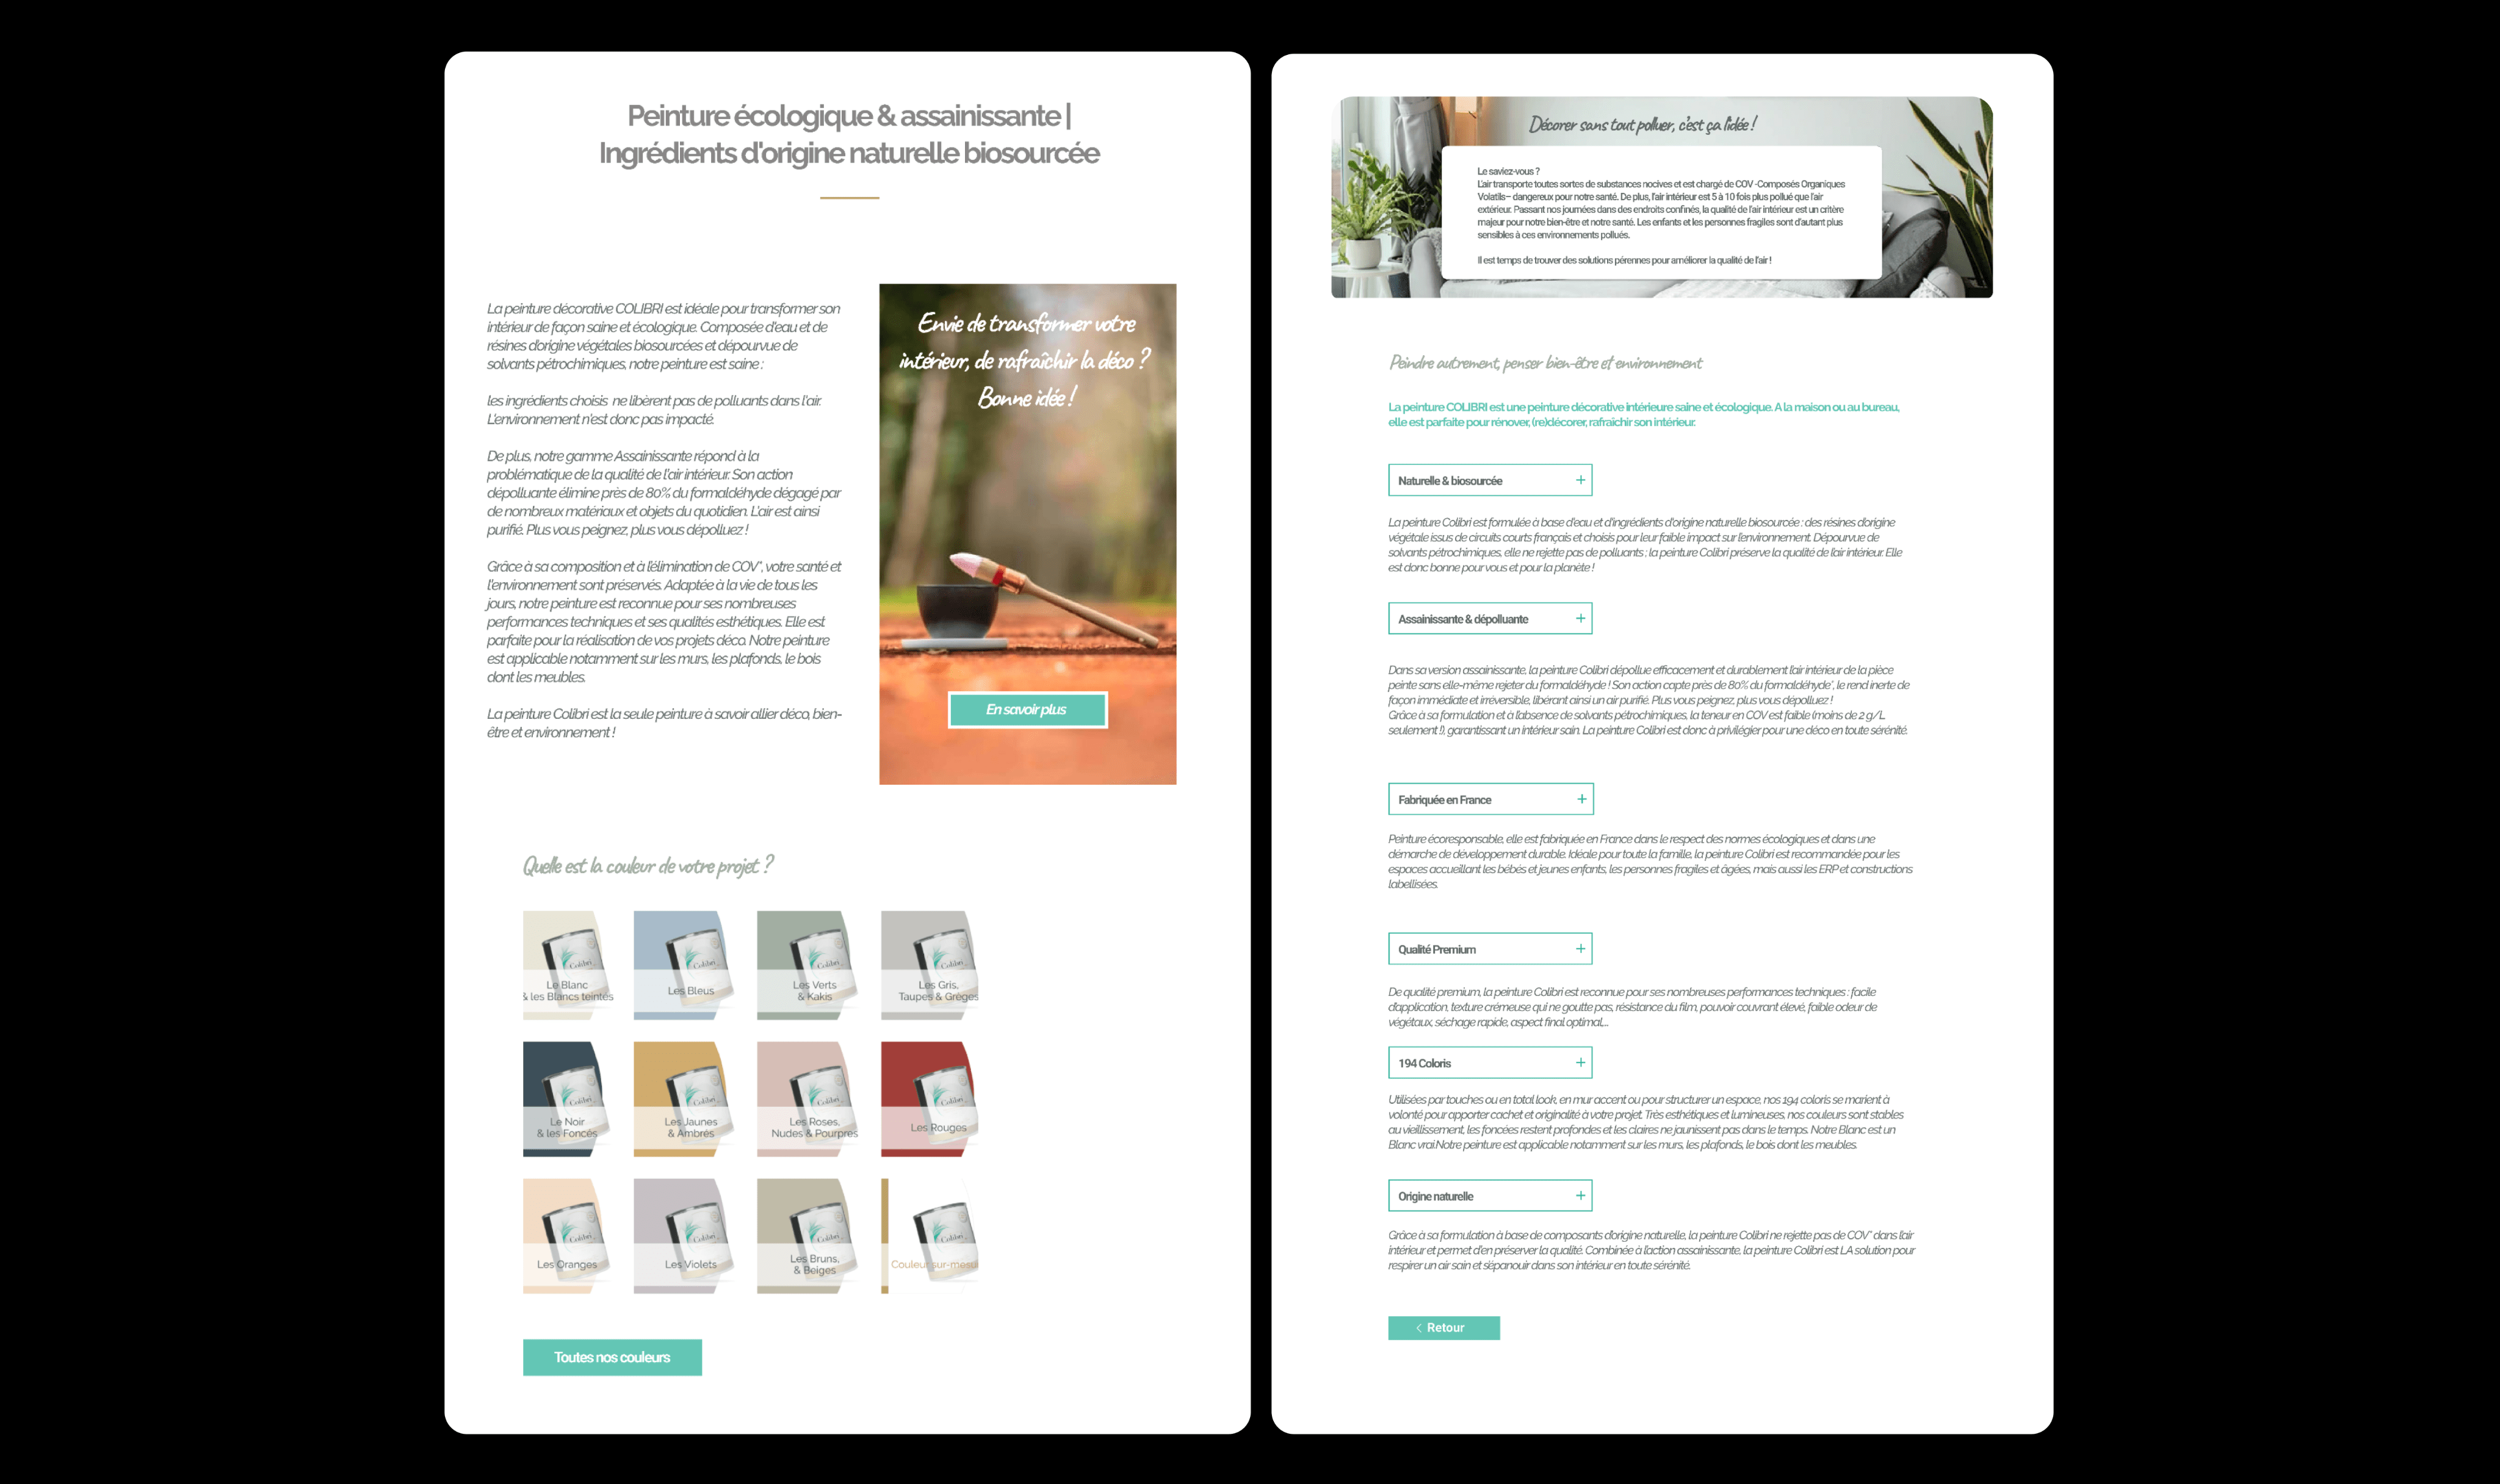 Peinture écologique & assainissante |
Ingrédients d'origine naturelle biosourcée
La peinture décorative COLIBRI est idéale pour transformer son
intérieur de façon saine et écologique. Composée d'eau et de
résines d'origine végétales biosourcées et dépourvue de
solvants pétrochimiques, notre peinture est saine :
les ingrédients choisis ne libèrent pas de polluants dans l'air.
L'environnement n'est donc pas impacté.
De plus, notre gamme Assainissante répond à la
problématique de la qualité de l'air intérieur. Son action
dépolluante élimine près de 80% du formaldéhyde dégagé par
de nombreux matériaux et objets du quotidien. L'air est ainsi
purifié. Plus vous peignez, plus vous dépolluez !
Grâce à sa composition et à l'élimination de COV*, votre santé et
l'environnement sont préservés. Adaptée à la vie de tous les
jours, notre peinture est reconnue pour ses nombreuses
performances techniques et ses qualités esthétiques. Elle est
parfaite pour la réalisation de vos projets déco. Notre peinture
est applicable notamment sur les murs, les plafonds, le bois
dont les meubles.
La peinture Colibri est la seule peinture à savoir allier déco, bien-
être et environnement !
Envie de transformer votre
intérieur, de rafraîchir la déco ?
Bonne idée !
En savoir plus
Quelle est la couleur de votre projet ?
Colibri
Le Blanc
& les Blancs teintés
Colibri
Les Bleus
Colibri
Les Verts
& Kakis
Colibri
Les Gris,
Taupes & Grèges
Colibri
Le Noir
& les Foncés
Colibri
Les Jaunes
& Ambrés
Colibri
Les Roses,
Nudes & Pourpres
Colibri
Les Rouges
Colibri
Les Oranges
Colibri
Les Violets
Colibri
Les Bruns,
& Beiges
Colibri
Couleur sur-mesu
Toutes nos couleurs
Décorer sans tout polluer, c'est ça l'idée !
Le saviez-vous ?
L'air transporte toutes sortes de substances nocives et est chargé de COV -Composés Organiques
Volatils– dangereux pour notre santé. De plus, l'air intérieur est 5 à 10 fois plus pollué que l'air
extérieur. Passant nos journées dans des endroits confinés, la qualité de l'air intérieur est un critère
majeur pour notre bien-être et notre santé. Les enfants et les personnes fragiles sont d'autant plus
sensibles à ces environnements pollués.
Il est temps de trouver des solutions pérennes pour améliorer la qualité de l'air !
Peindre autrement, penser bien-être et environnement
La peinture COLIBRI est une peinture décorative intérieure saine et écologique. A la maison ou au bureau,
elle est parfaite pour rénover, (re)décorer, rafraîchir son intérieur.
Naturelle & biosourcée +
La peinture Colibri est formulée à base d'eau et d'ingrédients d'origine naturelle biosourcée : des résines d'origine
végétale issus de circuits courts français et choisis pour leur faible impact sur l'environnement. Dépourvue de
solvants pétrochimiques, elle ne rejette pas de polluants ; la peinture Colibri préserve la qualité de l'air intérieur. Elle
est donc bonne pour vous et pour la planète !
Assainissante & dépolluante +
Dans sa version assainissante, la peinture Colibri dépollue efficacement et durablement l'air intérieur de la pièce
peinte sans elle-même rejeter du formaldéhyde ! Son action capte près de 80% du formaldéhyde*, le rend inerte de
façon immédiate et irréversible, libérant ainsi un air purifié. Plus vous peignez, plus vous dépolluez !
Grâce à sa formulation et à l'absence de solvants pétrochimiques, la teneur en COV est faible (moins de 2 g/L
seulement !), garantissant un intérieur sain. La peinture Colibri est donc à privilégier pour une déco en toute sérénité.
Fabriquée en France +
Peinture écoresponsable, elle est fabriquée en France dans le respect des normes écologiques et dans une
démarche de développement durable. Idéale pour toute la famille, la peinture Colibri est recommandée pour les
espaces accueillant les bébés et jeunes enfants, les personnes fragiles et âgées, mais aussi les ERP et constructions
labellisées.
Qualité Premium +
De qualité premium, la peinture Colibri est reconnue pour ses nombreuses performances techniques : facile
d'application, texture crémeuse qui ne goutte pas, résistance du film, pouvoir couvrant élevé, faible odeur de
végétaux, séchage rapide, aspect final optimal,...
194 Coloris +
Utilisées par touches ou en total look, en mur accent ou pour structurer un espace, nos 194 coloris se marient à
volonté pour apporter cachet et originalité à votre projet. Très esthétiques et lumineuses, nos couleurs sont stables
au vieillissement, les foncées restent profondes et les claires ne jaunissent pas dans le temps. Notre Blanc est un
Blanc vrai.Notre peinture est applicable notamment sur les murs, les plafonds, le bois dont les meubles.
Origine naturelle +
Grâce à sa formulation à base de composants d'origine naturelle, la peinture Colibri ne rejette pas de COV* dans l'air
intérieur et permet d'en préserver la qualité. Combinée à l'action assainissante, la peinture Colibri est LA solution pour
respirer un air sain et s'épanouir dans son intérieur en toute sérénité.
< Retour